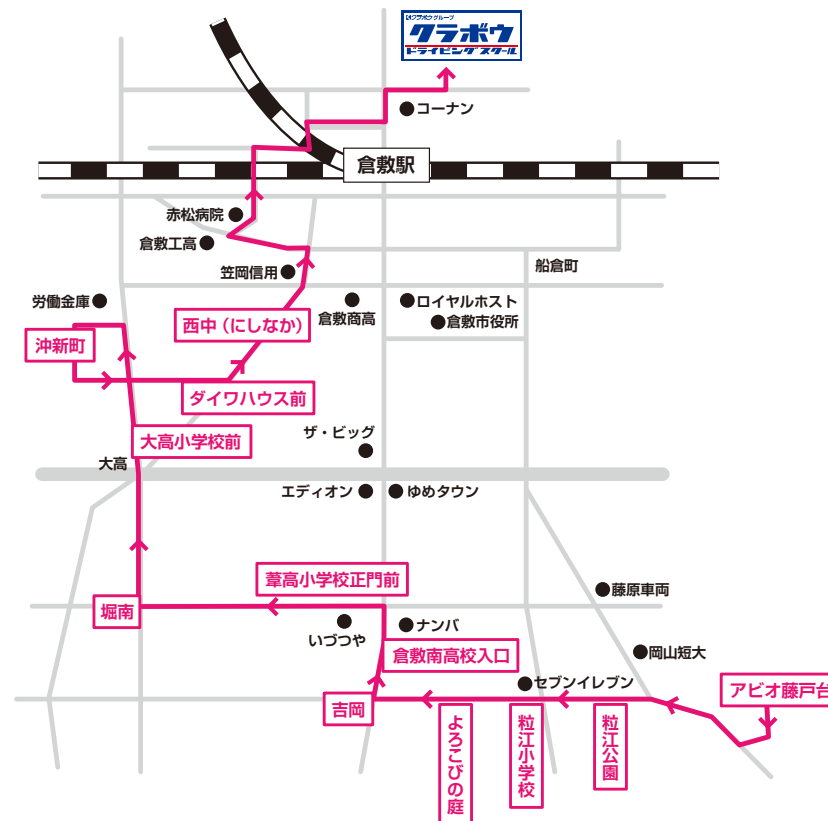 クラボウグループ
クラボウ
ドライビングスクール
コーナン
倉敷駅
赤松病院
倉敷工高
船倉町
笠岡信用
労働金庫
倉敷商高
ロイヤルホスト
倉敷市役所
西中（にしなか）
沖新町
ダイワハウス前
ザ・ビッグ
大高小学校前
大高
エディオン
ゆめタウン
葦高小学校正門前
藤原車両
堀南
いづつや
ナンバ
倉敷南高校入口
岡山短大
セブンイレブン
アビオ藤戸台
吉岡
よろこびの庭
粒江小学校
粒江公園